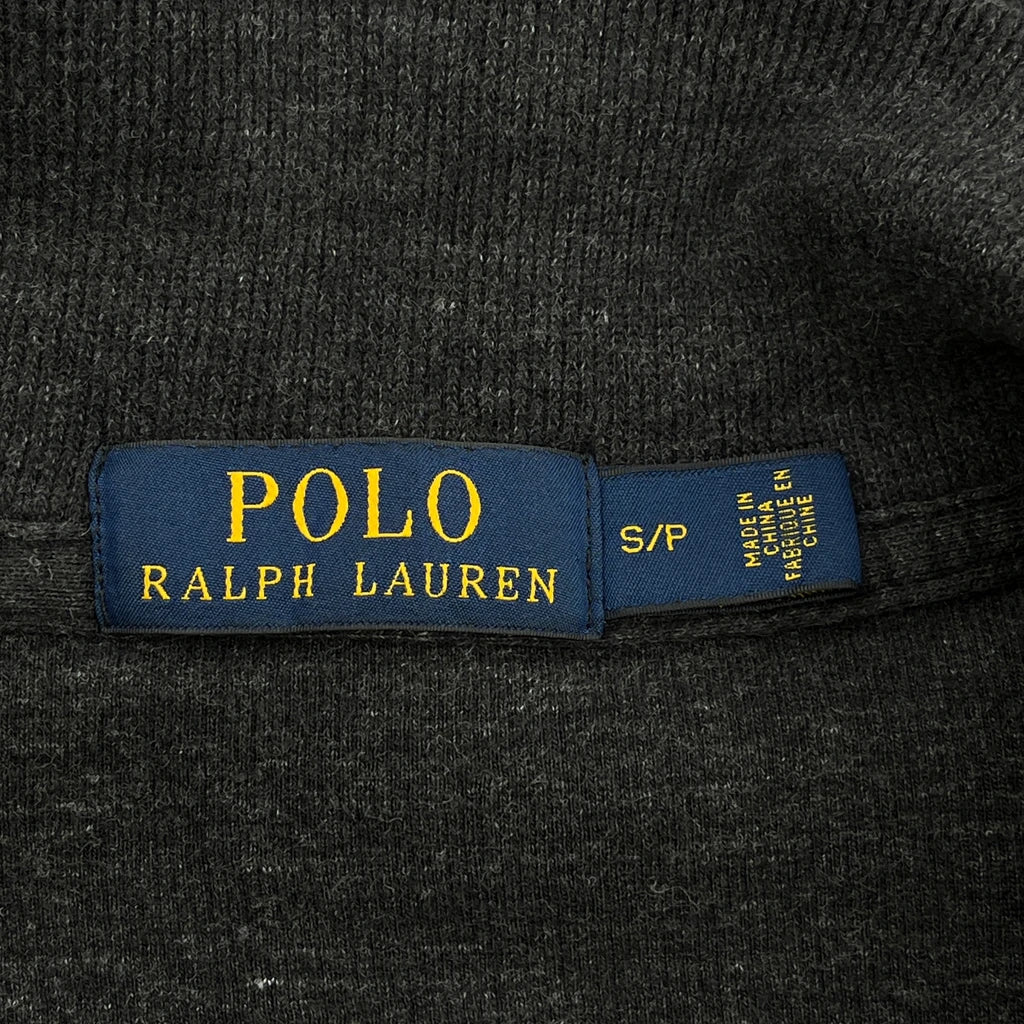 POLO
RALPH LAUREN
S/P
MADE IN
CHINA
FABRIQUE EN
CHINE